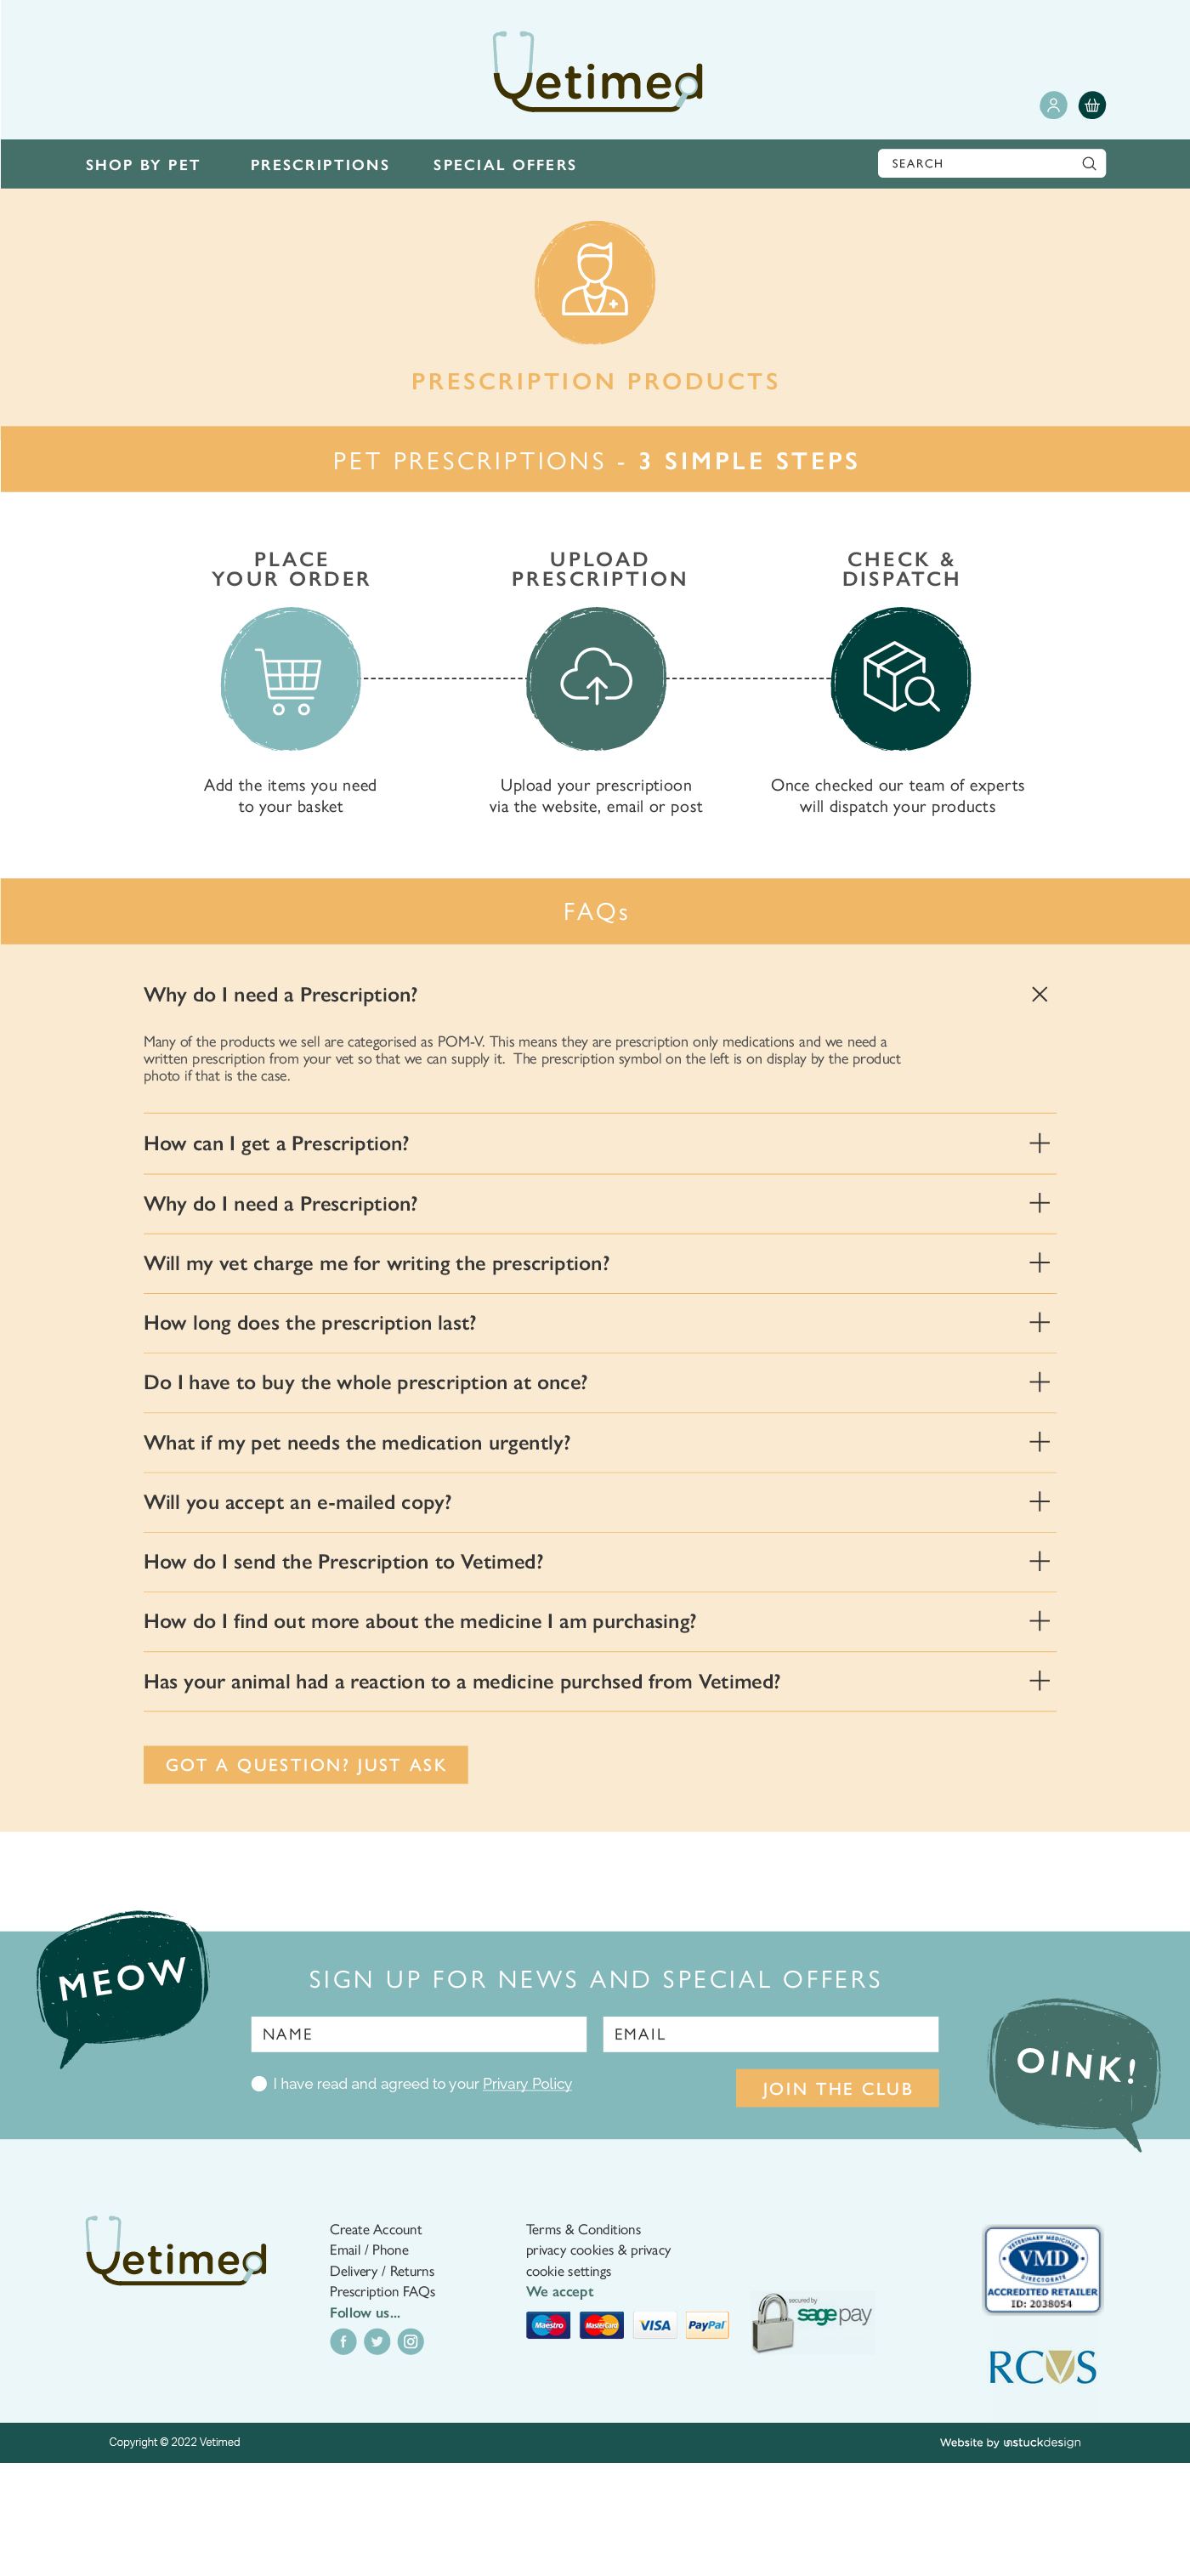 Vetimed
SHOP BY PET PRESCRIPTIONS SPECIAL OFFERS SEARCH
PRESCRIPTION PRODUCTS
PET PRESCRIPTIONS - 3 SIMPLE STEPS
PLACE
YOUR ORDER
UPLOAD
PRESCRIPTION
CHECK &
DISPATCH
Add the items you need
to your basket
Upload your prescriptioon
via the website, email or post
Once checked our team of experts
will dispatch your products
FAQs
Why do I need a Prescription?
Many of the products we sell are categorised as POM-V. This means they are prescription only medications and we need a
written prescription from your vet so that we can supply it. The prescription symbol on the left is on display by the product
photo if that is the case.
How can I get a Prescription?
Why do I need a Prescription?
Will my vet charge me for writing the prescription?
How long does the prescription last?
Do I have to buy the whole prescription at once?
What if my pet needs the medication urgently?
Will you accept an e-mailed copy?
How do I send the Prescription to Vetimed?
How do I find out more about the medicine I am purchasing?
Has your animal had a reaction to a medicine purchsed from Vetimed?
GOT A QUESTION? JUST ASK
MEOW
SIGN UP FOR NEWS AND SPECIAL OFFERS
NAME EMAIL
I have read and agreed to your Privary Policy
JOIN THE CLUB
OINK!
Vetimed
Create Account
Email / Phone
Delivery / Returns
Prescription FAQs
Follow us...
Terms & Conditions
privacy cookies & privacy
cookie settings
We accept
Maestro MasterCard VISA PayPal
secured by
sage pay
VETERINARY MEDICINES
VMD
DIRECTORATE
ACCREDITED RETAILER
ID: 2038054
RCVS
Copyright © 2022 Vetimed
Website by unstuckdesign